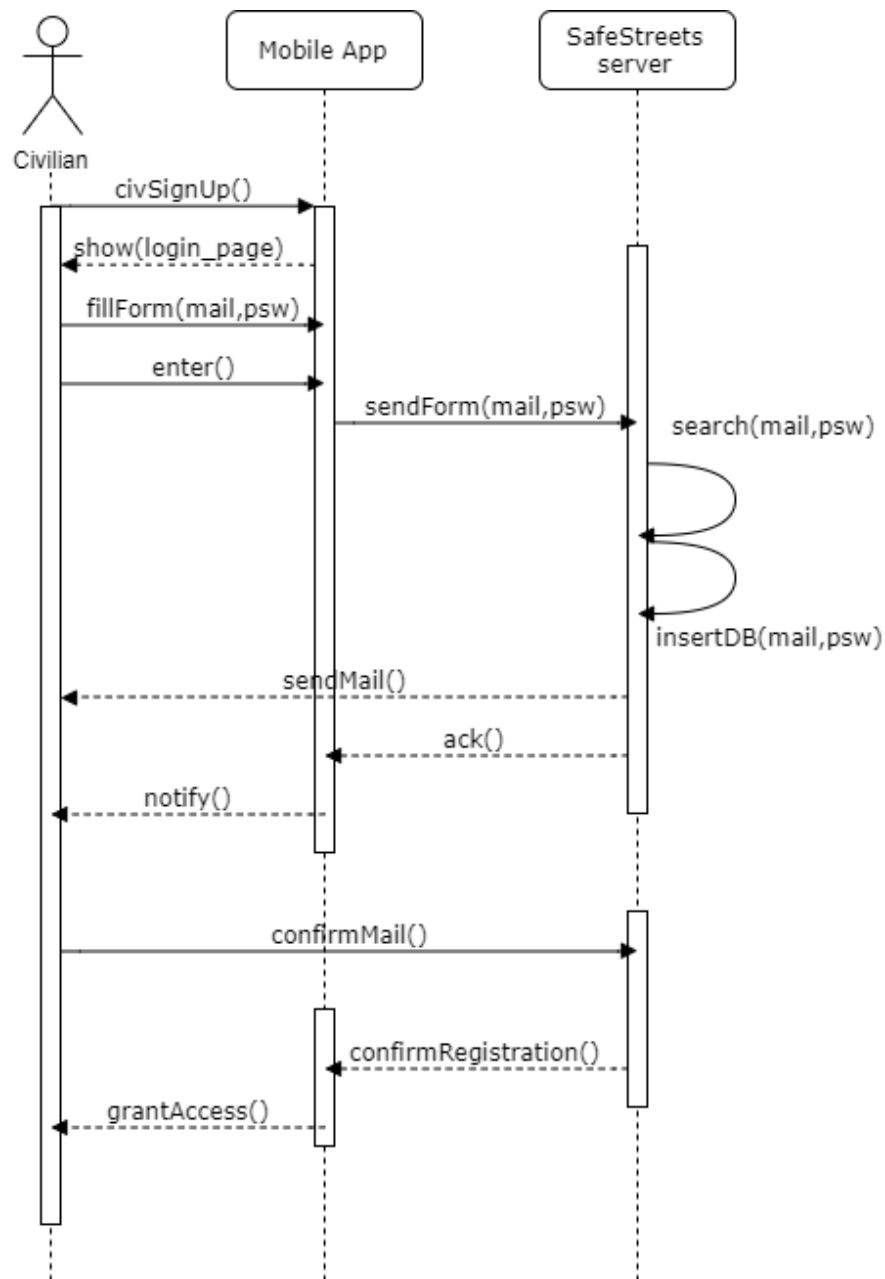 Mobile App
SafeStreets
server
Civilian
civSignUp()
show(login_page)
fillForm(mail,psw)
enter()
sendForm(mail,psw)
search(mail,psw)
insertDB(mail,psw)
sendMail()
ack()
notify()
confirmMail()
confirmRegistration()
grantAccess()